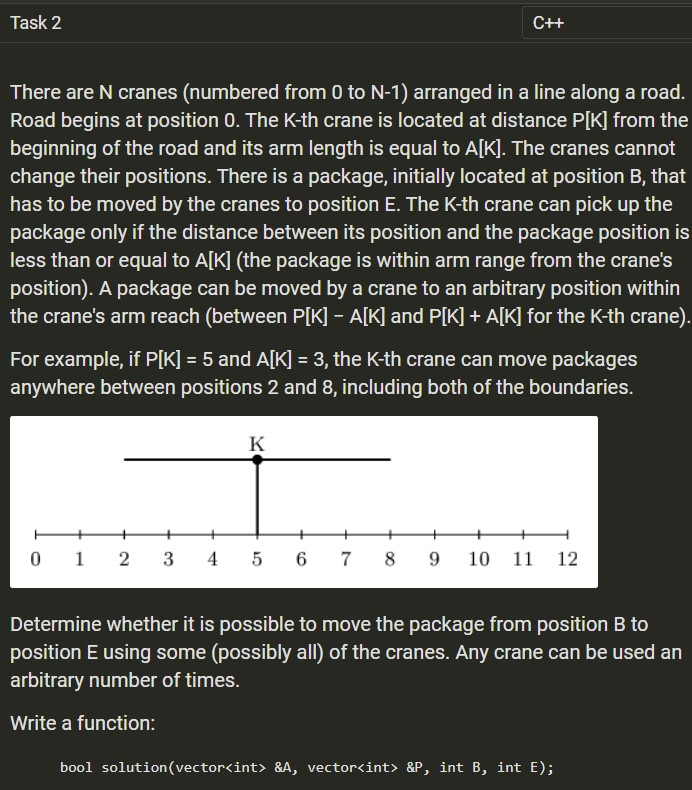 Task 2
C++
There are N cranes (numbered from 0 to N-1) arranged in a line along a road.
Road begins at position 0. The K-th crane is located at distance P[K] from the
beginning of the road and its arm length is equal to A[K]. The cranes cannot
change their positions. There is a package, initially located at position B, that
has to be moved by the cranes to position E. The K-th crane can pick up the
package only if the distance between its position and the package position is
less than or equal to A[K] (the package is within arm range from the crane's
position). A package can be moved by a crane to an arbitrary position within
the crane's arm reach (between P[K] − A[K] and P[K] + A[K] for the K-th crane).
For example, if P[K] = 5 and A[K] = 3, the K-th crane can move packages
anywhere between positions 2 and 8, including both of the boundaries.
K
0 1 2 3 4 5 6 7 8 9 10 11 12
Determine whether it is possible to move the package from position B to
position E using some (possibly all) of the cranes. Any crane can be used an
arbitrary number of times.
Write a function:
bool solution(vector<int> &A, vector<int> &P, int B, int E);